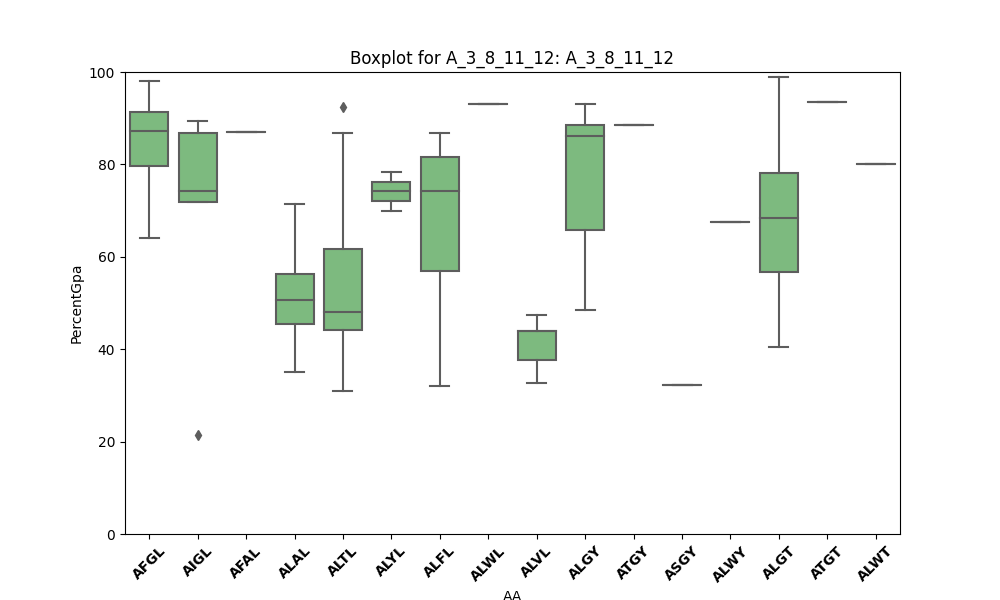 Boxplot for A_3_8_11_12: A_3_8_11_12
100
80
60
40
20
0
PercentGpa
AFGL AIGL AFAL ALAL ALTL ALYL ALFL ALWL ALVL ALGY ATGY ASGY ALWY ALGT ATGT ALWT
AA